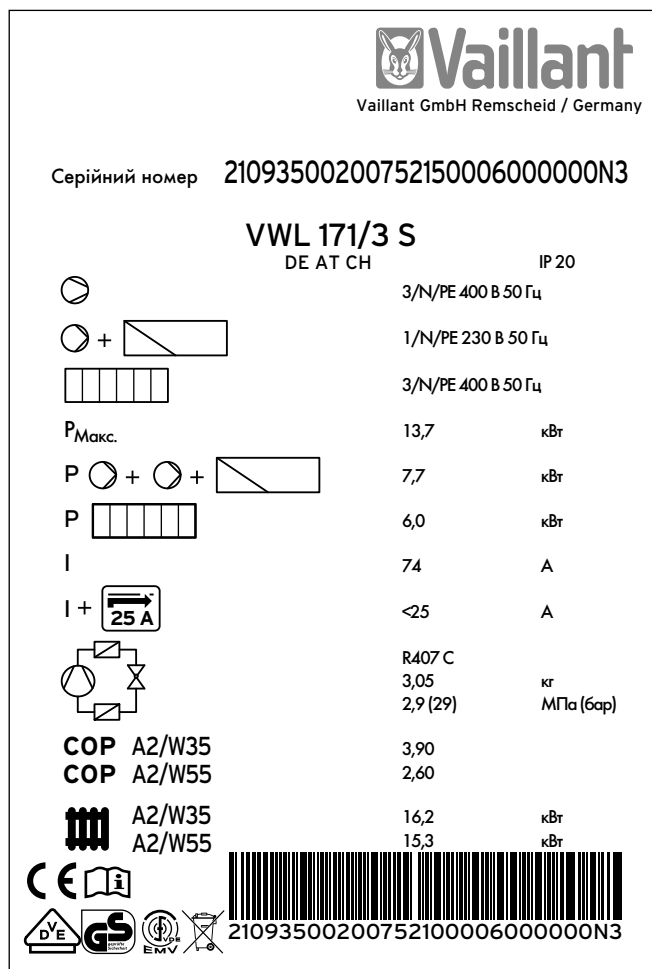 Vaillant
Vaillant GmbH Remscheid / Germany
Серійний номер 21093500200752150006000000N3
VWL 171/3 S
DE AT CH IP 20
3/N/PE 400 В 50 Гц
+ 1/N/PE 230 В 50 Гц
3/N/PE 400 В 50 Гц
PМакс. 13,7 кВт
P + + 7,7 кВт
P 6,0 кВт
I 74 A
I + 25 A <25 A
R407 C
3,05 кг
2,9 (29) МПа (бар)
COP A2/W35 3,90
COP A2/W55 2,60
A2/W35 16,2 кВт
A2/W55 15,3 кВт
CE i
DVE GS geprüfte Sicherheit VDE EMV
21093500200752100006000000N3